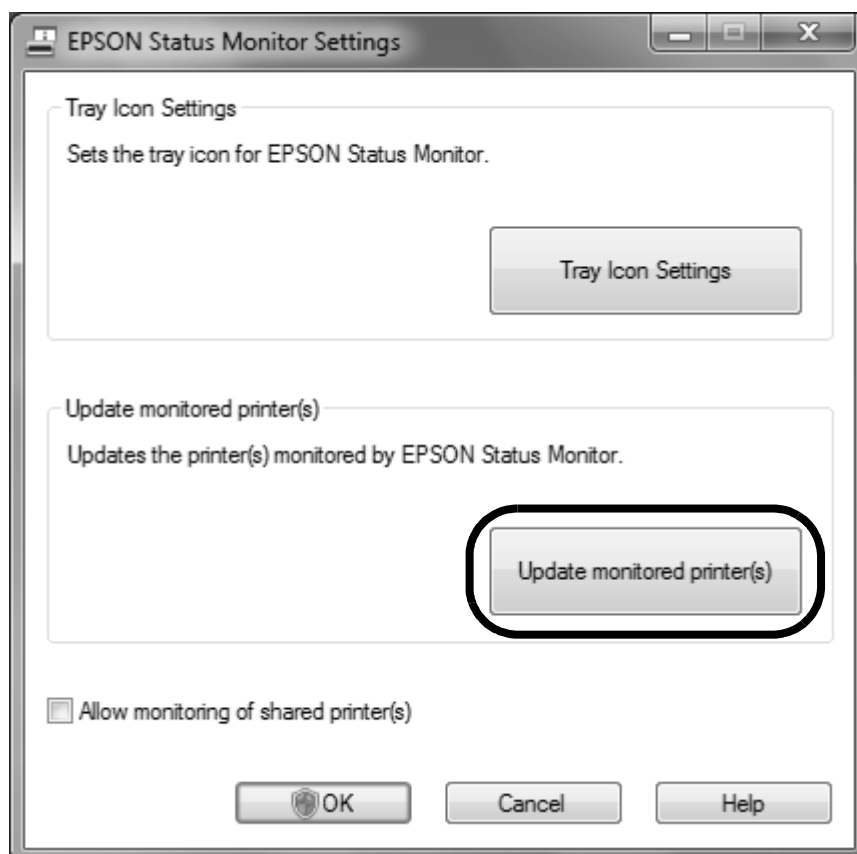 EPSON Status Monitor Settings
Tray Icon Settings
Sets the tray icon for EPSON Status Monitor.
Tray Icon Settings
Update monitored printer(s)
Updates the printer(s) monitored by EPSON Status Monitor.
Update monitored printer(s)
Allow monitoring of shared printer(s)
OK Cancel Help